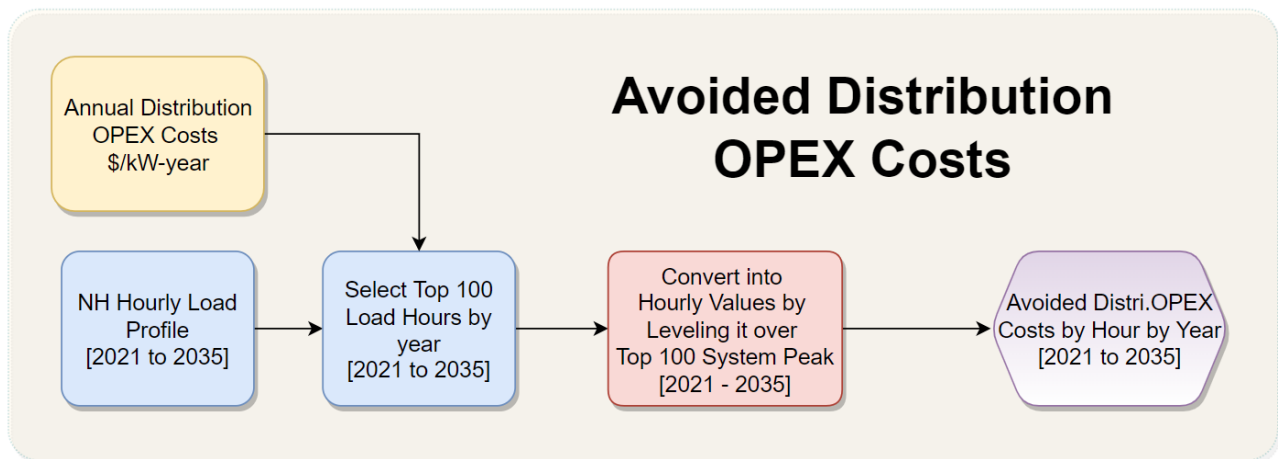 Avoided Distribution
OPEX Costs
Annual Distribution
OPEX Costs
$/kW-year
NH Hourly Load
Profile
[2021 to 2035]
Select Top 100
Load Hours by
year
[2021 to 2035]
Convert into
Hourly Values by
Leveling it over
Top 100 System Peak
[2021 - 2035]
Avoided Distri.OPEX
Costs by Hour by Year
[2021 to 2035]